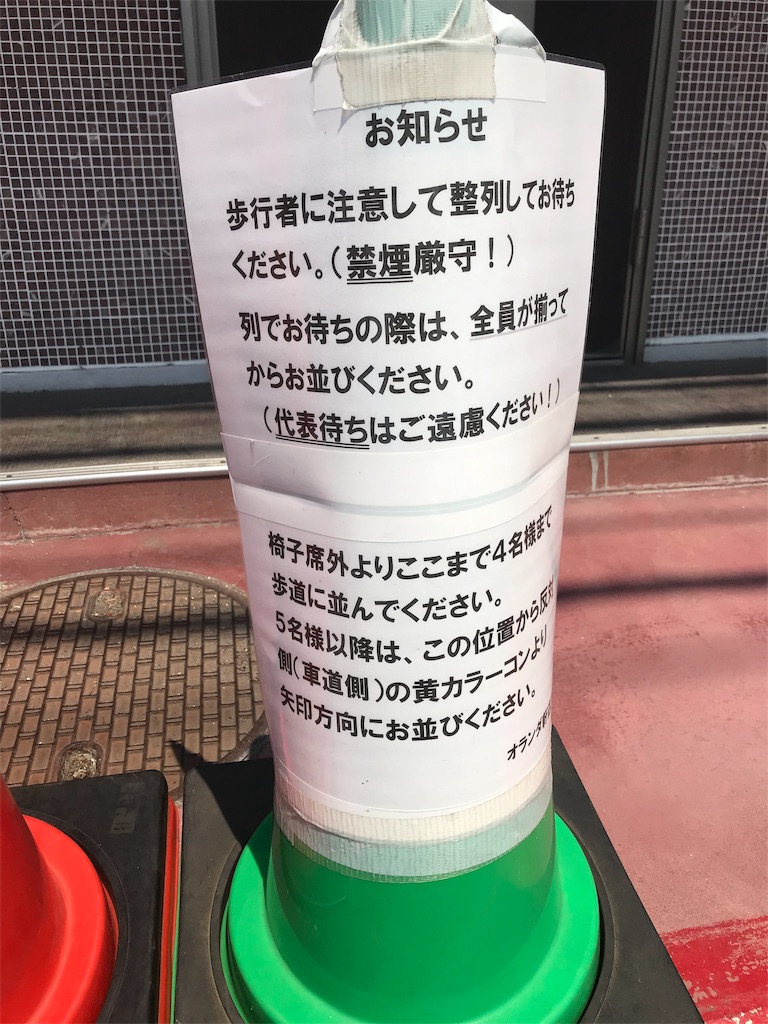 お知らせ
歩行者に注意して整列してお待ち
ください。(禁煙厳守!)
列でお待ちの際は、全員が揃って
からお並びください。
(代表待ちはご遠慮ください!)
椅子席外よりここまで4名様まで
歩道に並んでください。
5名様以降は、この位置から反対
側(車道側)の黄カラーコンより
矢印方向にお並びください。
オランダ軒